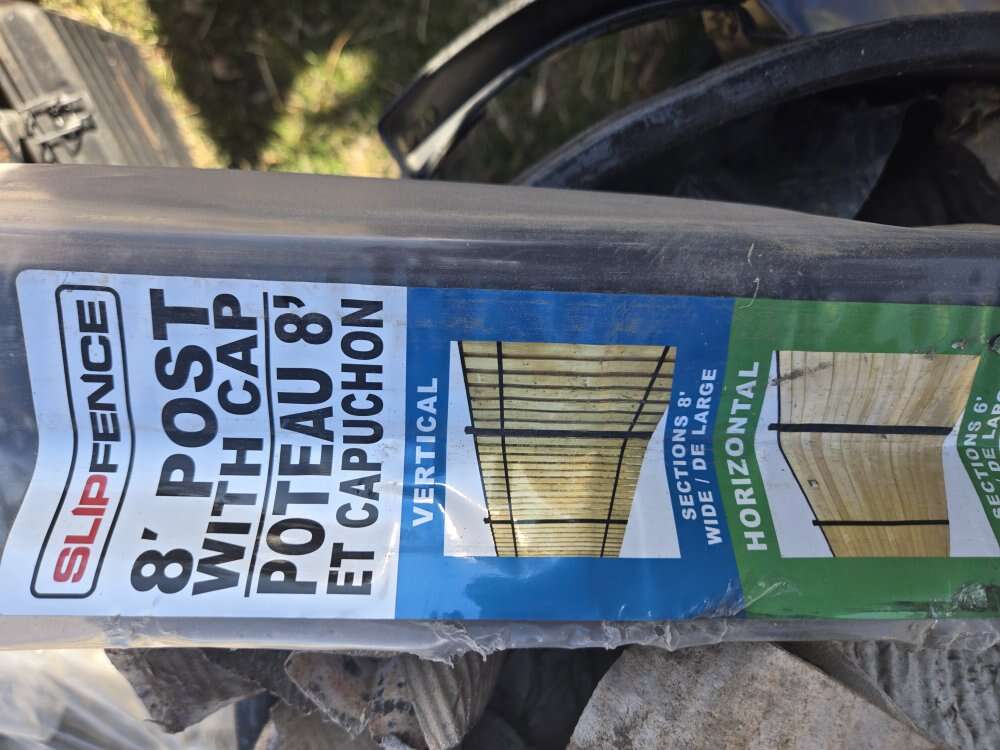 SLIPFENCE
8' POST
WITH CAP
POTEAU 8'
ET CAPUCHON
VERTICAL
SECTIONS 8'
WIDE / DE LARGE
HORIZONTAL
SECTIONS 6'